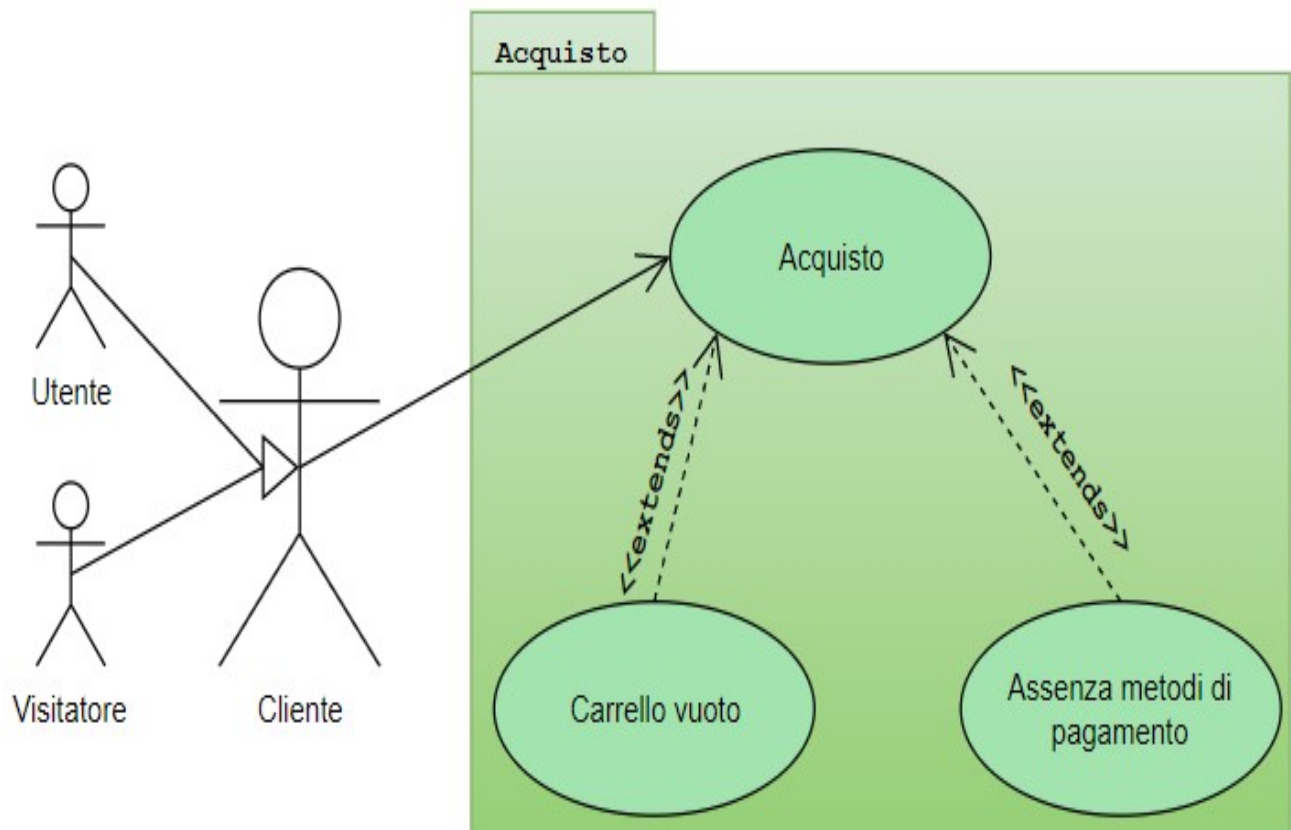 Acquisto
Acquisto
Utente
<<extends>>
<<extends>>
Visitatore
Cliente
Carrello vuoto
Assenza metodi di
pagamento